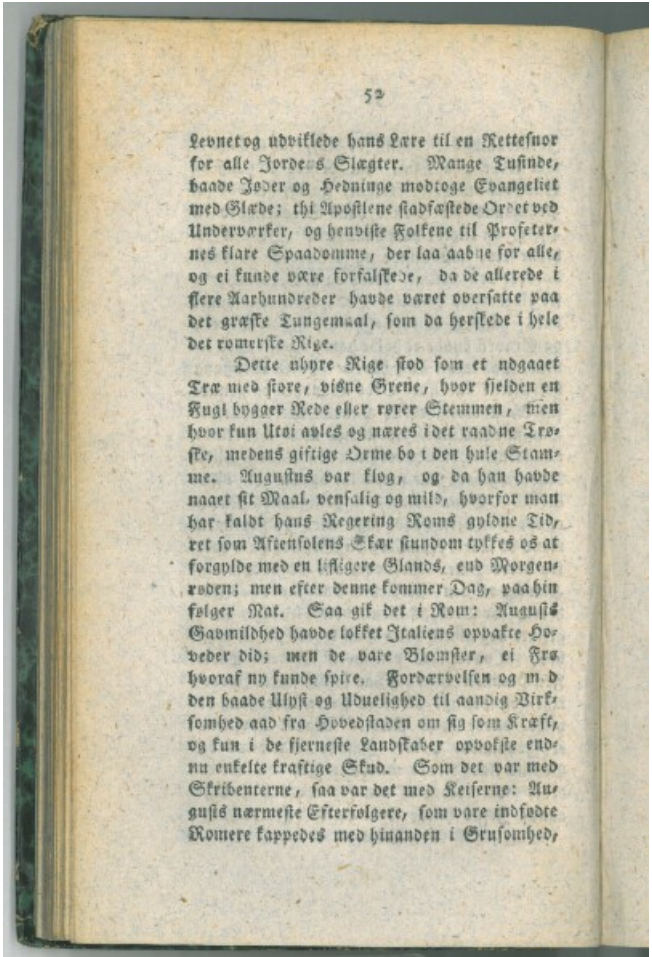 52
Levnet og udviklede hans Lære til en Rettesnor
for alle Jorde s Slægter. Mange Tusinde,
baade Jøder og Hedninge modtoge Evangeliet
med Glæde; thi Apostlene stadfæstede Ordet ved
Underværker, og henviste Folkene til Profeter-
nes klare Spaadomme, der laa aabne for alle,
og ei kunde være forfalskede, da de allerede i
flere Aarhundreder havde været oversatte paa
det græske Tungemaal, som da herskede i hele
det romerske Rige.
Dette uhyre Rige stod som et udgaaet
Træ med store, visne Grene, hvor sjelden en
Fugl bygger Rede eller rører Stemmen, men
hvor kun Utøi avles og næres i det raadne Trø-
ske, medens giftige Orme bo i den hule Stam-
me. Augustus var klog, og da han havde
naaet sit Maal, vensalig og mild, hvorfor man
har kaldt hans Regering Roms gyldne Tid,
ret som Aftensolens Skær stundom tykkes os at
forgylde med en lifligere Glands, end Morgen-
røden; men efter denne kommer Dag, paa hin
følger Nat. Saa gik det i Rom: Augusts
Gavmildhed havde lokket Italiens opvakte Ho-
veder did; men de vare Blomster, ei Frø
hvoraf ny kunde spire. Fordærvelsen og m d
den baade Ulyst og Uduelighed til aandig Virk-
somhed aad fra Hovedstaden om sig som Kræft,
og kun i de fjerneste Landskaber opvokste end-
nu enkelte kraftige Skud. Som det var med
Skribenterne, saa var det med Keiserne: Au-
gusts nærmeste Efterfølgere, som vare indfødte
Romere kappedes med hinanden i Grusomhed,